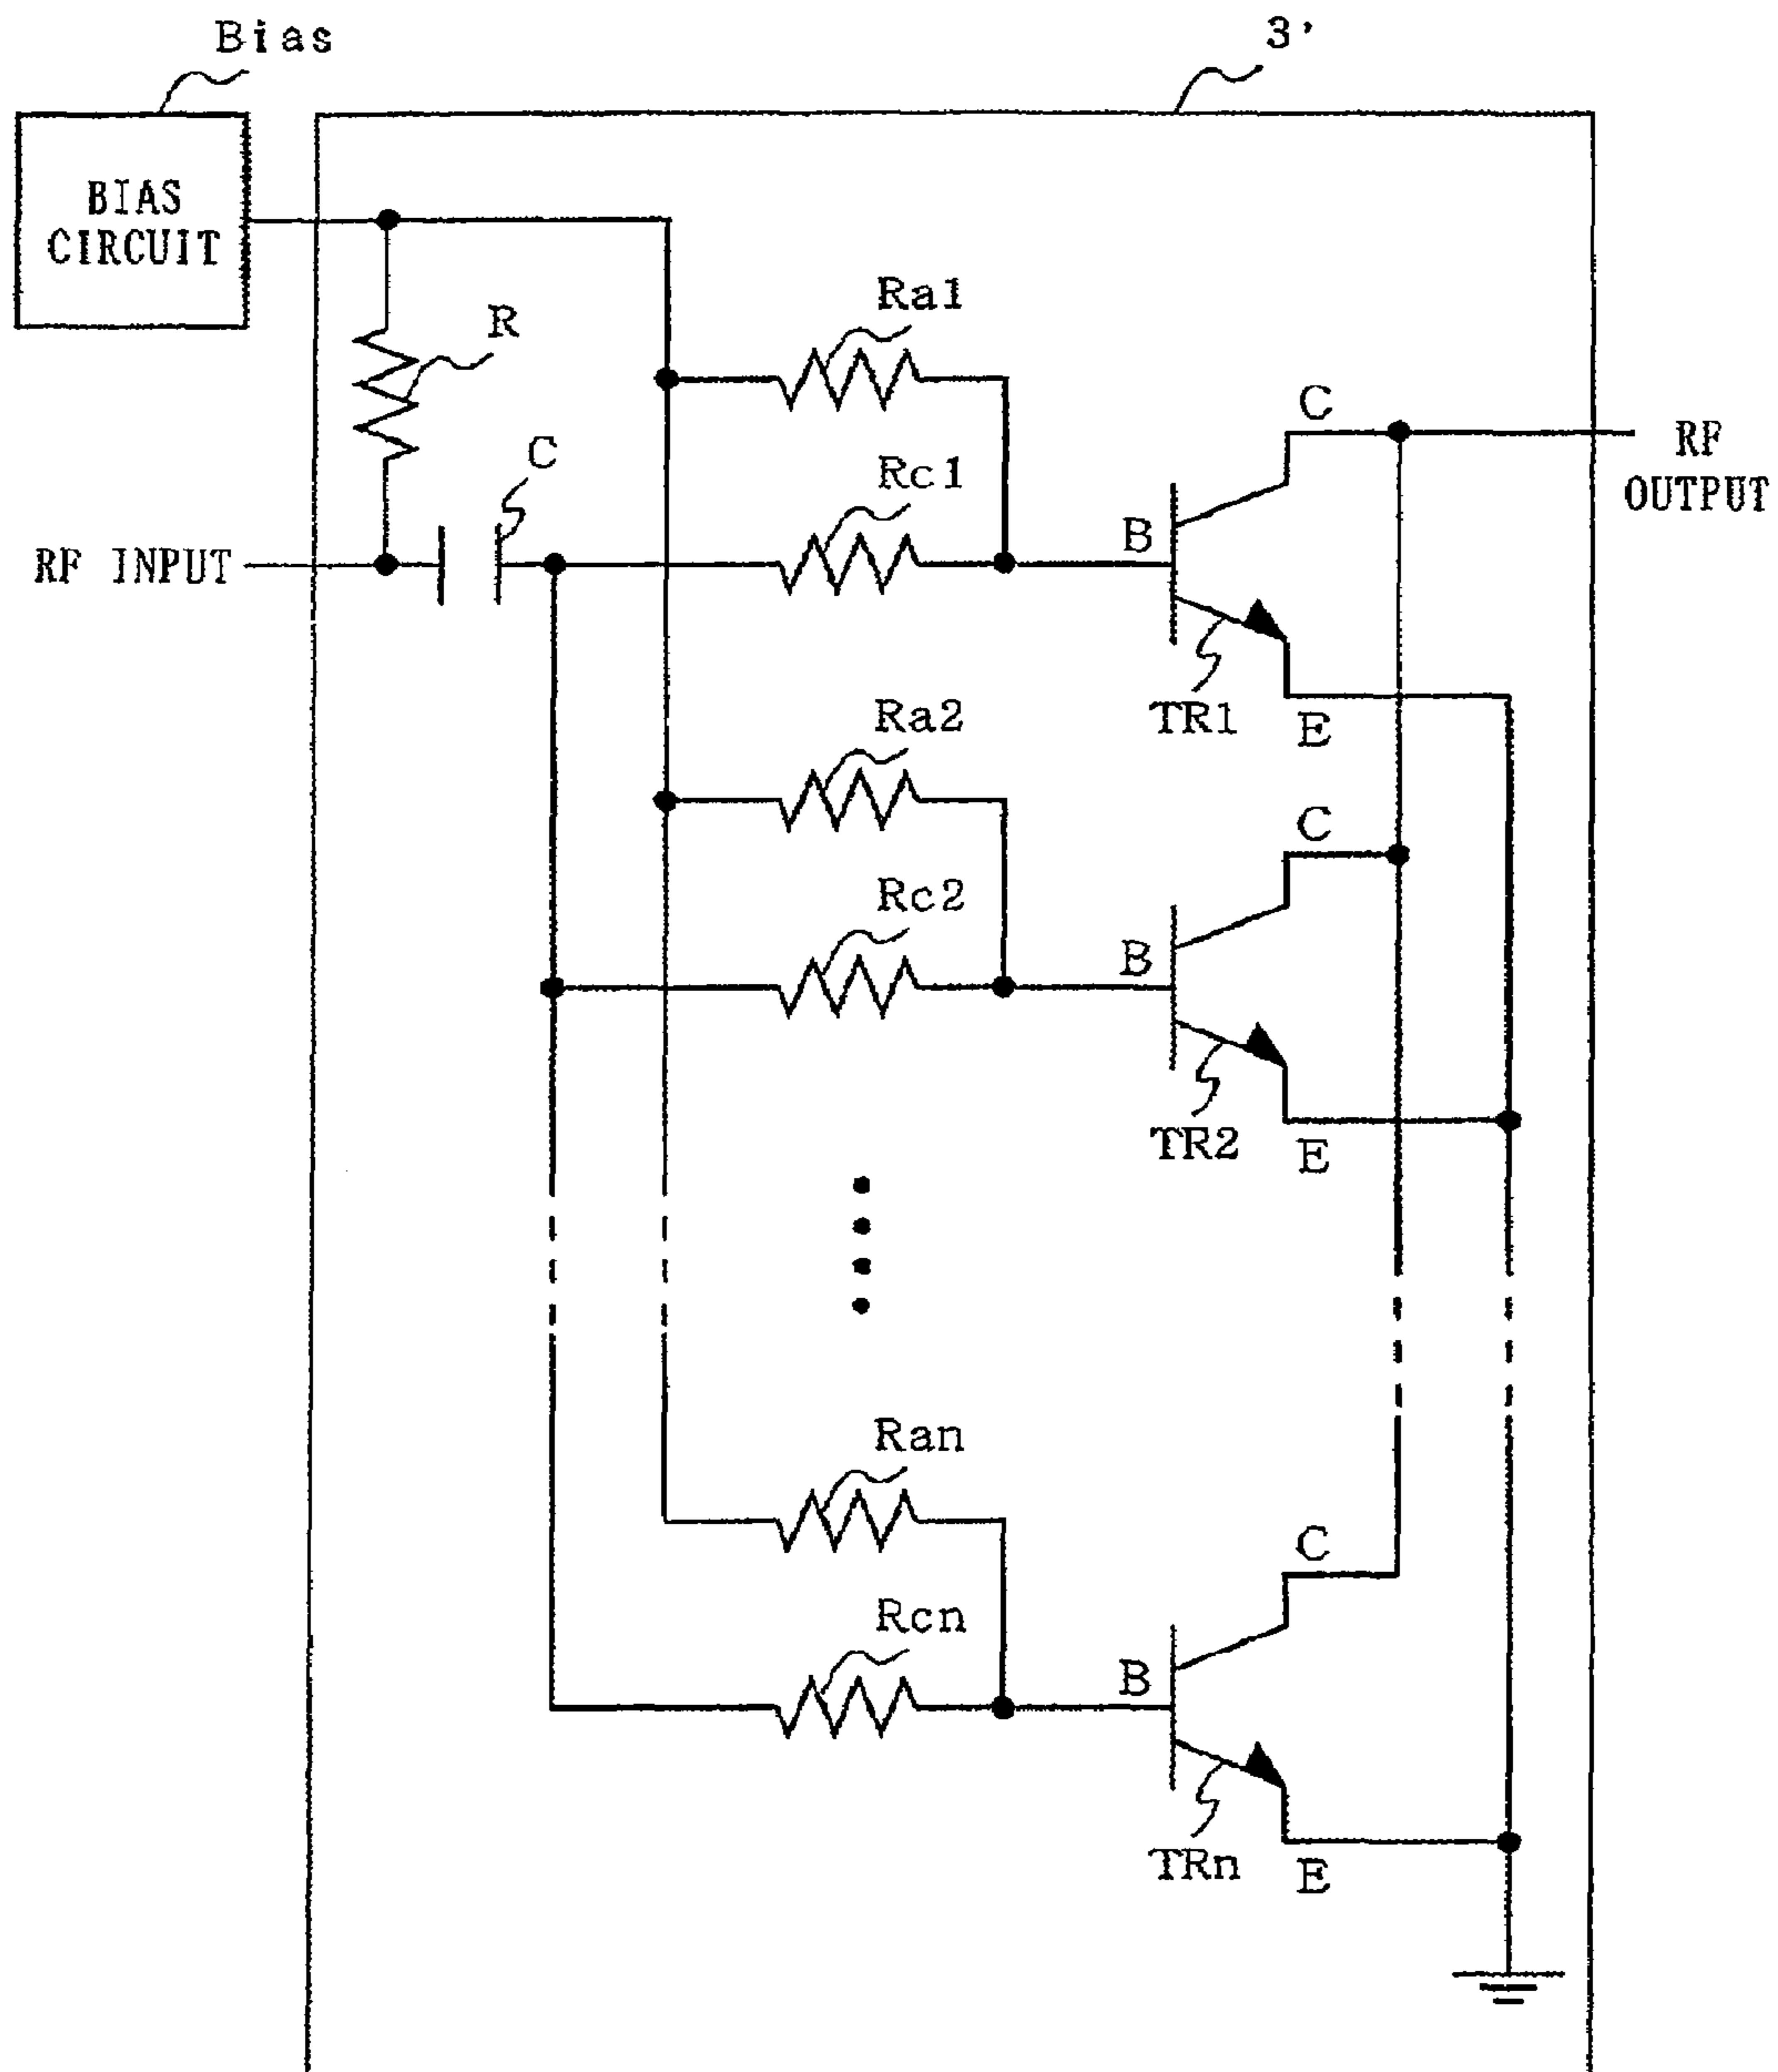 Bias
3'
BIAS
CIRCUIT
Ra1
R
C
RF
OUTPUT
C
Rc1
B
RF INPUT
TR1
E
Ra2
C
Rc2
B
TR2
E
Ran
C
Rcn
B
TRn
E